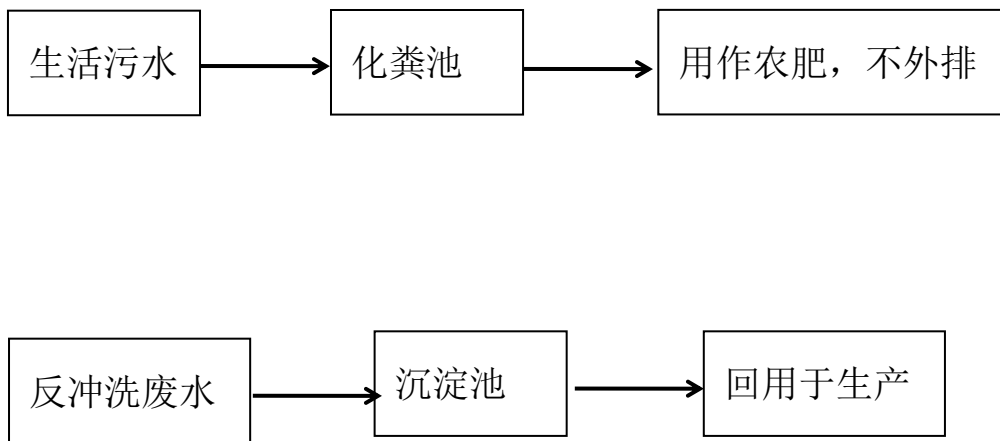 生活污水
化粪池
用作农肥，不外排
反冲洗废水
沉淀池
回用于生产